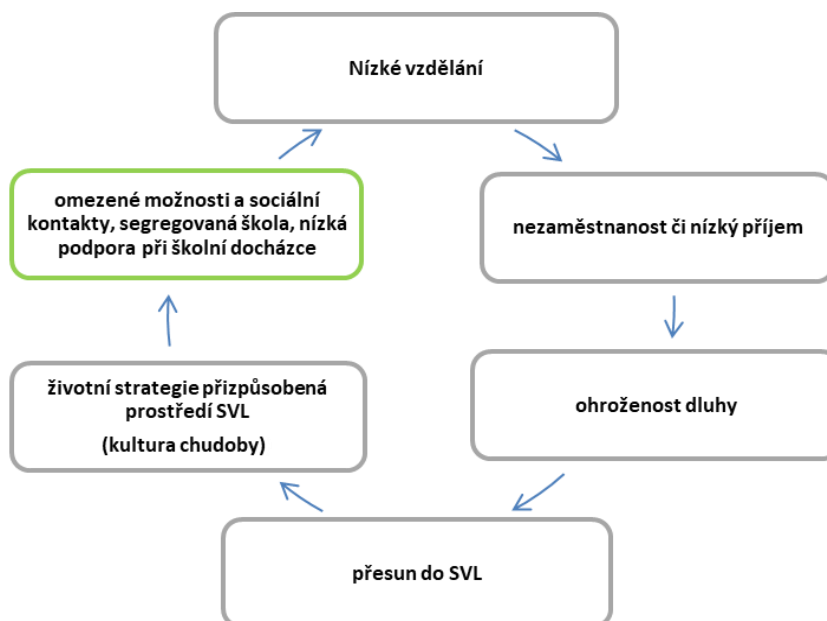 Nízké vzdělání
omezené možnosti a sociální
kontakty, segregovaná škola, nízká
podpora při školní docházce
nezaměstnanost či nízký příjem
životní strategie přizpůsobená
prostředí SVL
(kultura chudoby)
ohroženost dluhy
přesun do SVL